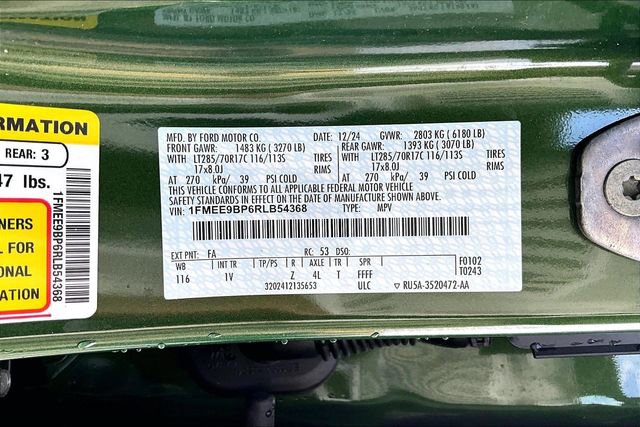 RMATION
REAR: 3
47 lbs.
NERS
L FOR
ONAL
ATION
1FMEE9BP6RLB54368
MFD. BY FORD MOTOR CO. DATE: 12/24 GVWR: 2803 KG ( 6180 LB)
FRONT GAWR: 1483 KG ( 3270 LB) REAR GAWR: 1393 KG ( 3070 LB)
WITH LT285/70R17C 116/113S TIRES WITH LT285/70R17C 116/113S TIRES
17x8.0J RIMS 17x8.0J RIMS
AT 270 kPa/ 39 PSI COLD AT 270 kPa/ 39 PSI COLD
THIS VEHICLE CONFORMS TO ALL APPLICABLE FEDERAL MOTOR VEHICLE
SAFETY STANDARDS IN EFFECT ON THE DATE OF MANUFACTURE SHOWN ABOVE.
VIN: 1FMEE9BP6RLB54368 TYPE: MPV
EXT PNT: FA RC: 53 DSO:
WB INT TR TP/PS R AXLE TR SPR F0102
116 1V Z 4L T FFFF T0243
3202412135653 ULC ▽ RU5A-3520472-AA